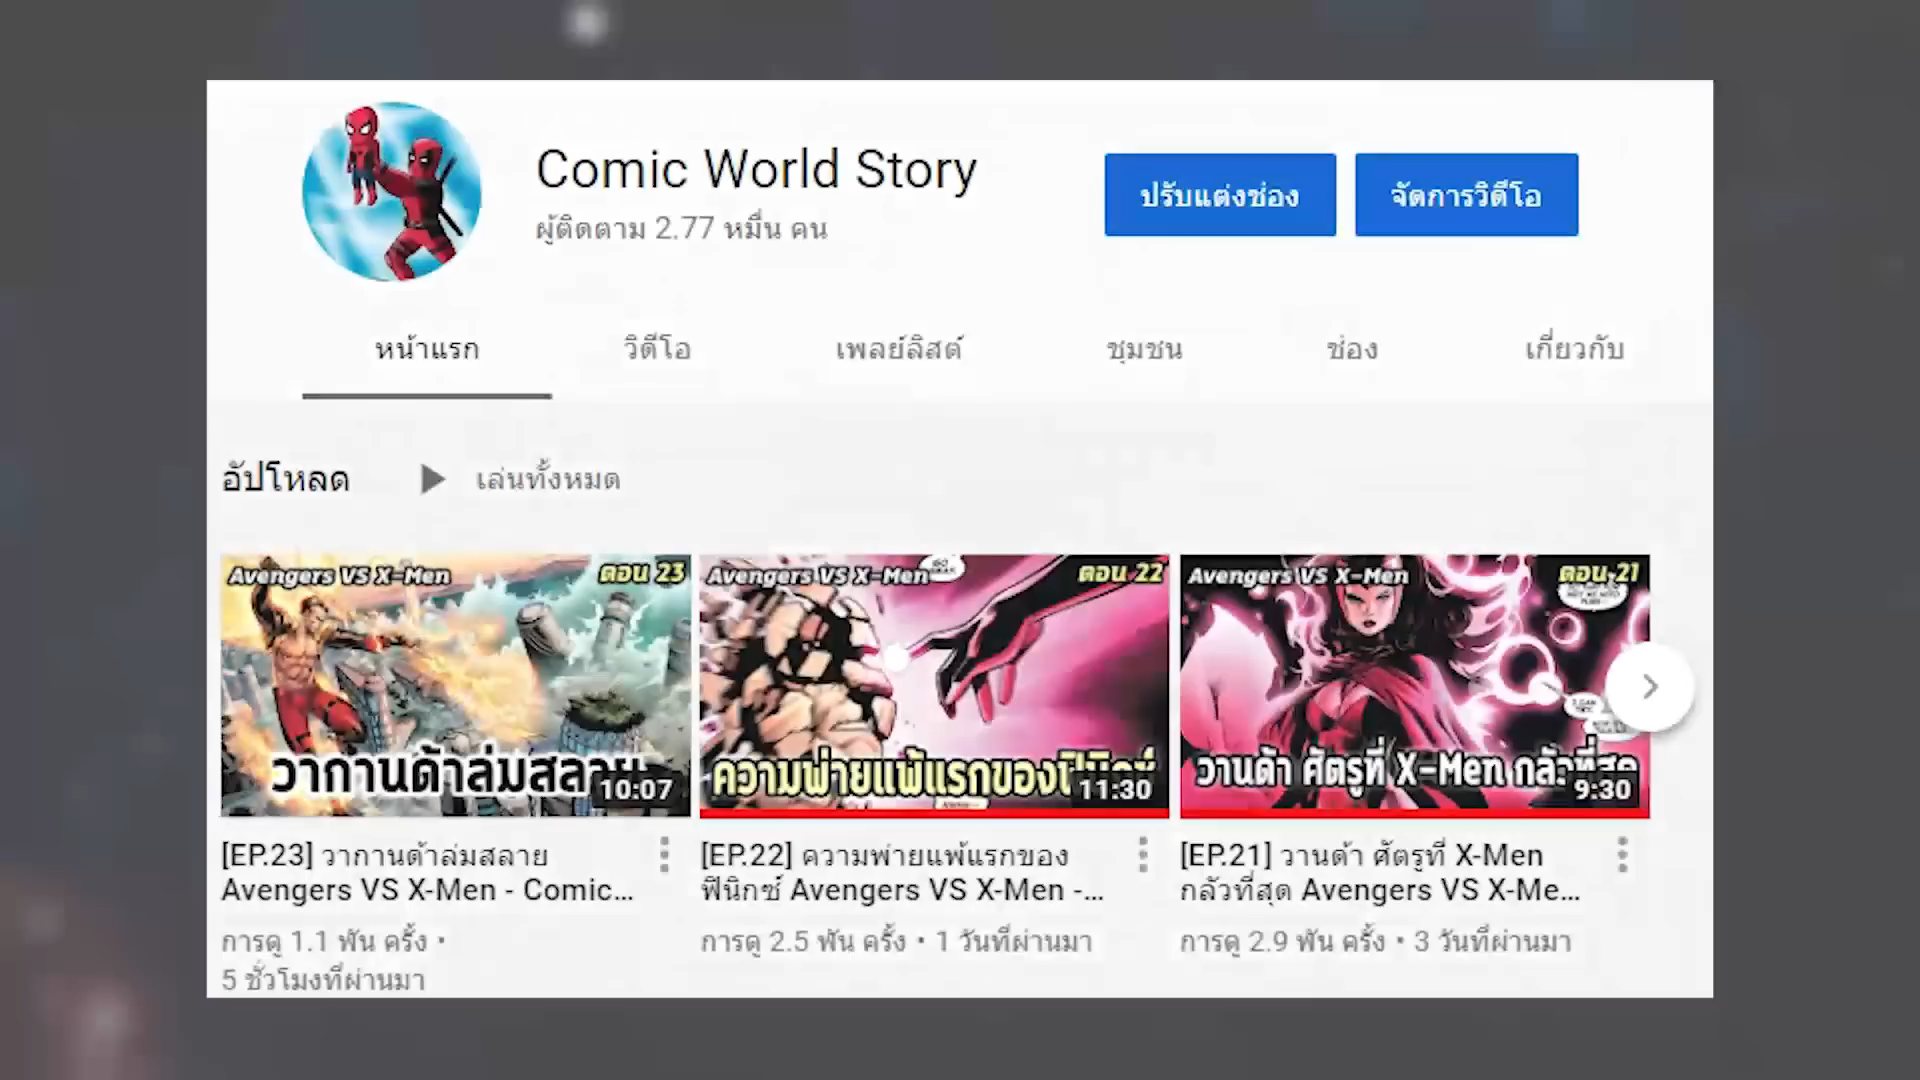 Comic World Story
ผู้ติดตาม 2.77 หมื่น คน
ปรับแต่งช่อง
จัดการวิดีโอ
หน้าแรก
วิดีโอ
เพลย์ลิสต์
ชุมชน
ช่อง
เกี่ยวกับ
อัปโหลด
เล่นทั้งหมด
Avengers VS X-Men
ตอน 23
วากานด้าล่มสลาย
10:07
Avengers VS X-Men
ตอน 22
ความพ่ายแพ้แรกของฟินิกซ์
11:30
Avengers VS X-Men
ตอน 21
วานด้า ศัตรูที่ X-Men กลัวที่สุด
9:30
[EP.23] วากานด้าล่มสลาย
Avengers VS X-Men - Comic...
การดู 1.1 พัน ครั้ง •
5 ชั่วโมงที่ผ่านมา
[EP.22] ความพ่ายแพ้แรกของ
ฟินิกซ์ Avengers VS X-Men -...
การดู 2.5 พัน ครั้ง • 1 วันที่ผ่านมา
[EP.21] วานด้า ศัตรูที่ X-Men
กลัวที่สุด Avengers VS X-Me...
การดู 2.9 พัน ครั้ง • 3 วันที่ผ่านมา